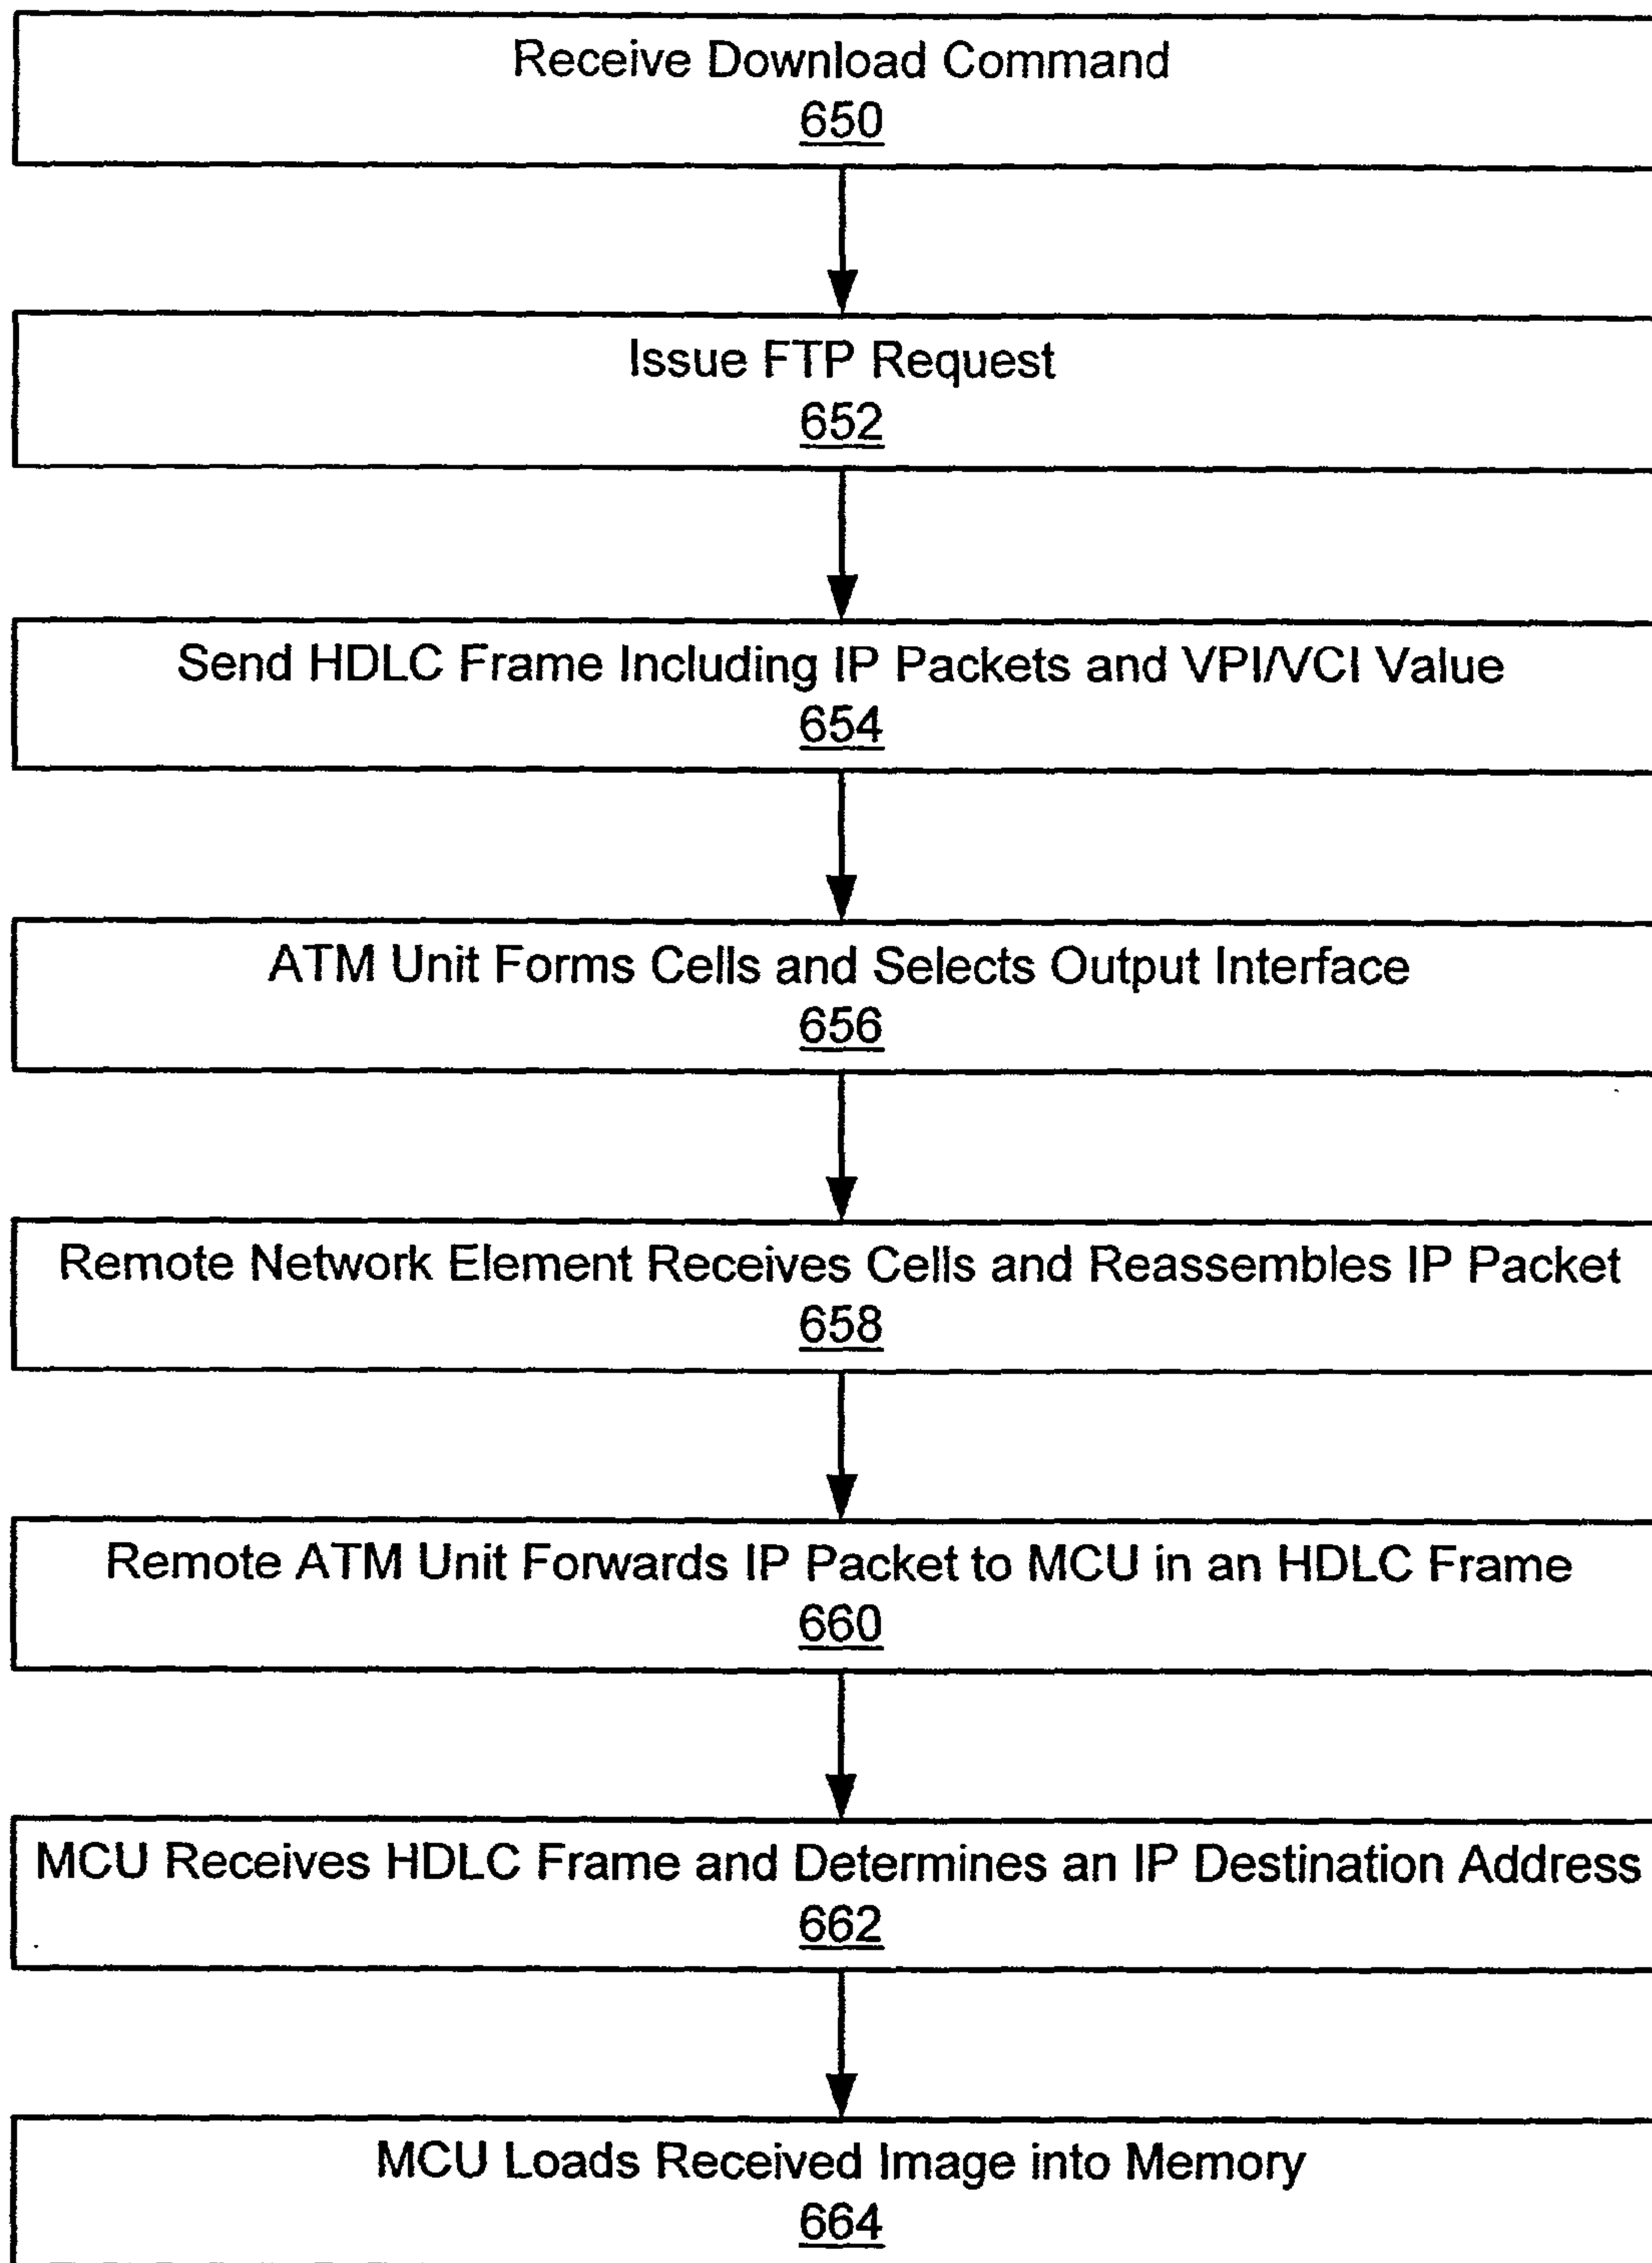 Receive Download Command
650
Issue FTP Request
652
Send HDLC Frame Including IP Packets and VPI/VCI Value
654
ATM Unit Forms Cells and Selects Output Interface
656
Remote Network Element Receives Cells and Reassembles IP Packet
658
Remote ATM Unit Forwards IP Packet to MCU in an HDLC Frame
660
MCU Receives HDLC Frame and Determines an IP Destination Address
662
MCU Loads Received Image into Memory
664